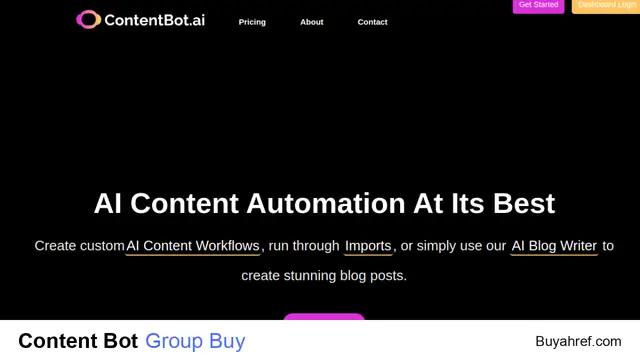 ContentBot.ai Pricing About Contact Get Started Dashboard Login
AI Content Automation At Its Best
Create custom AI Content Workflows, run through Imports, or simply use our AI Blog Writer to
create stunning blog posts.
Content Bot Group Buy Buyahref.com